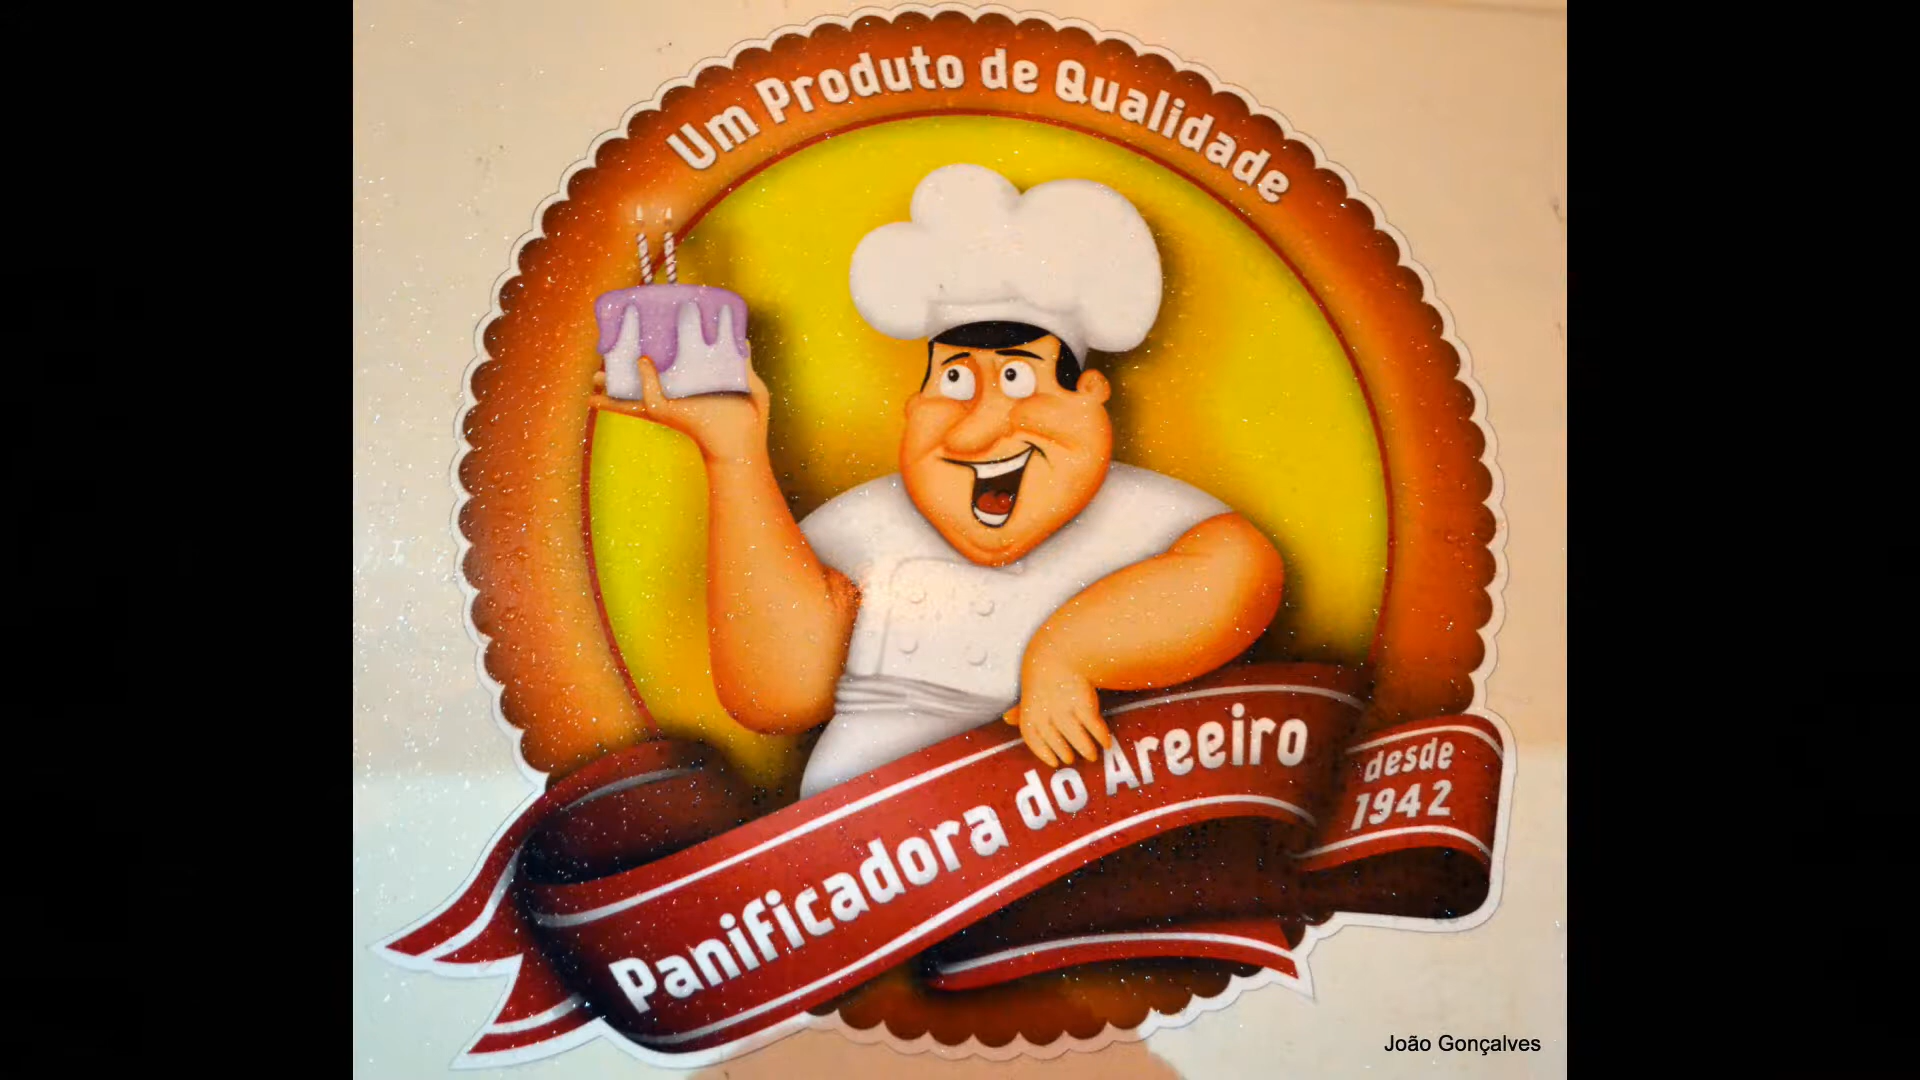 Um Produto de Qualidade
Panificadora do Areeiro
desde
1942
João Gonçalves